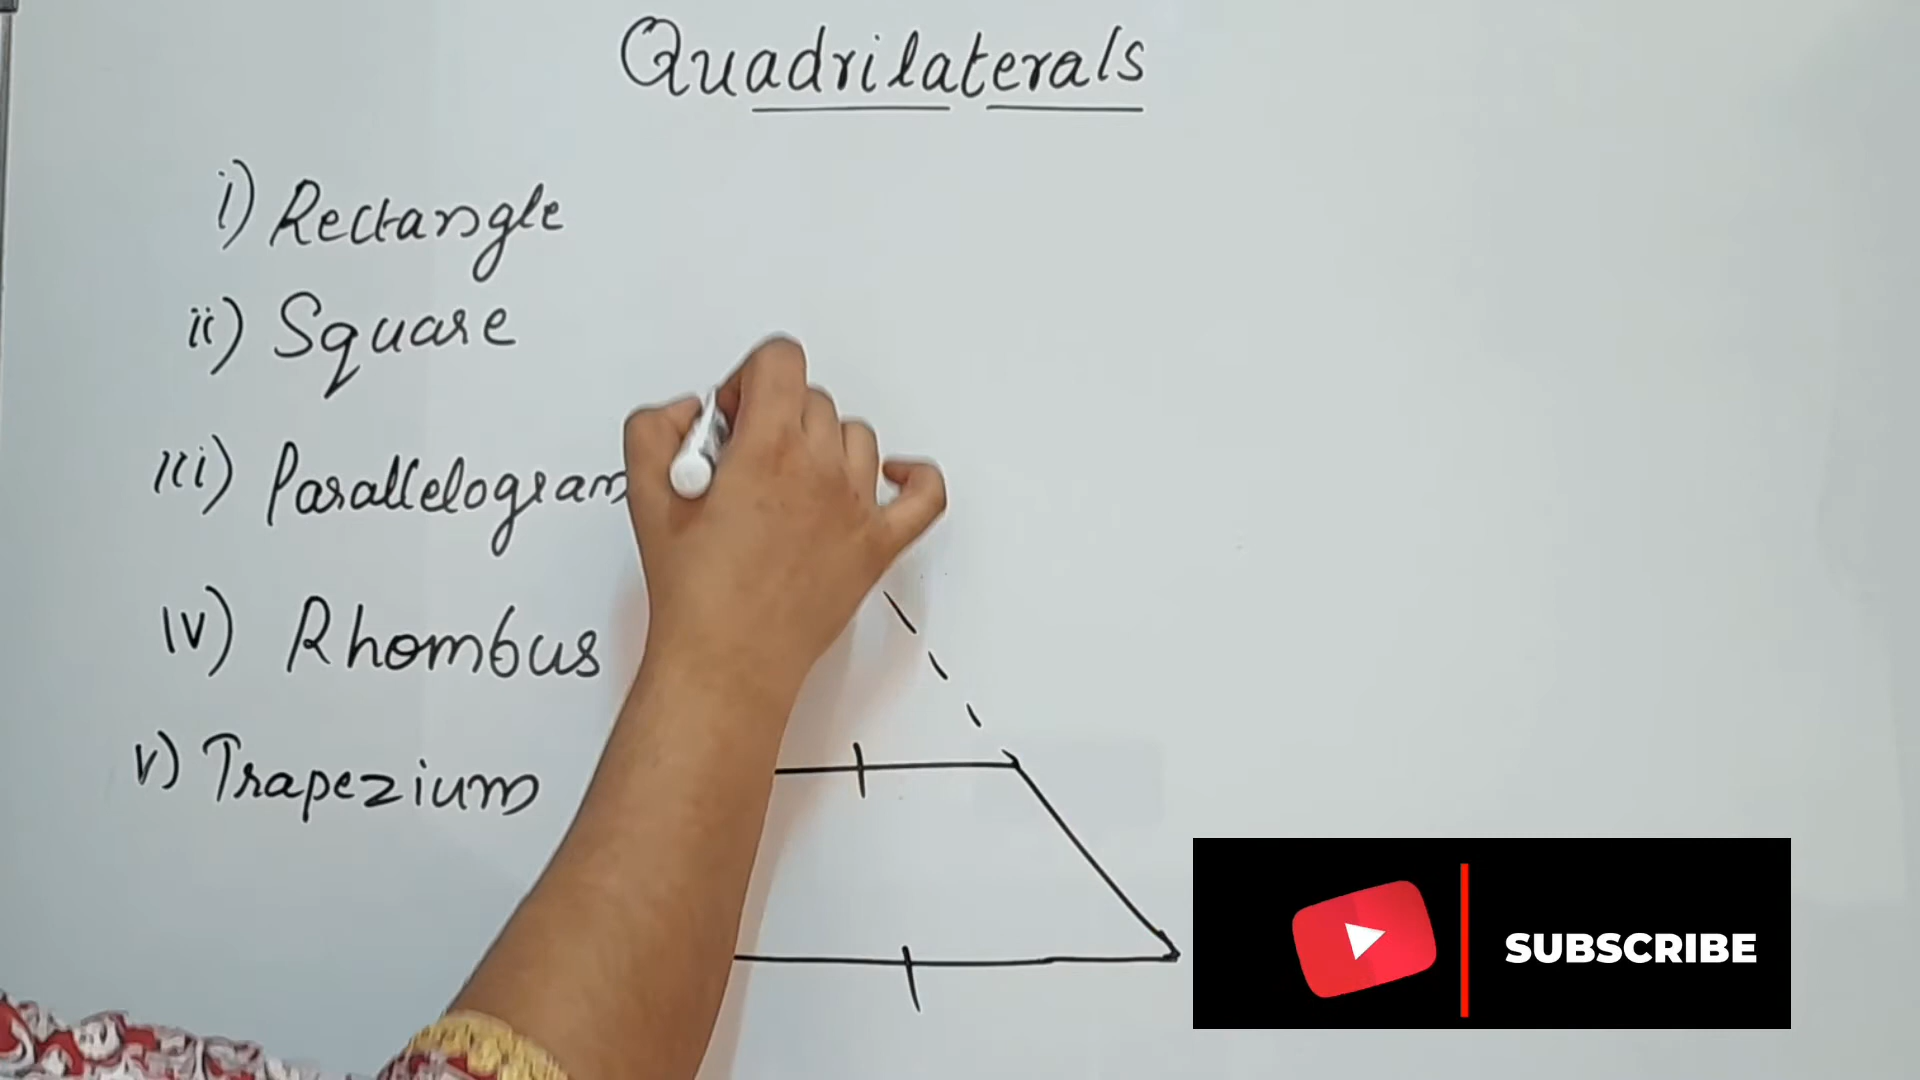 Quadrilaterals
i) Rectangle
ii) Square
iii) Parallelogram
iv) Rhombus
v) Trapezium
SUBSCRIBE